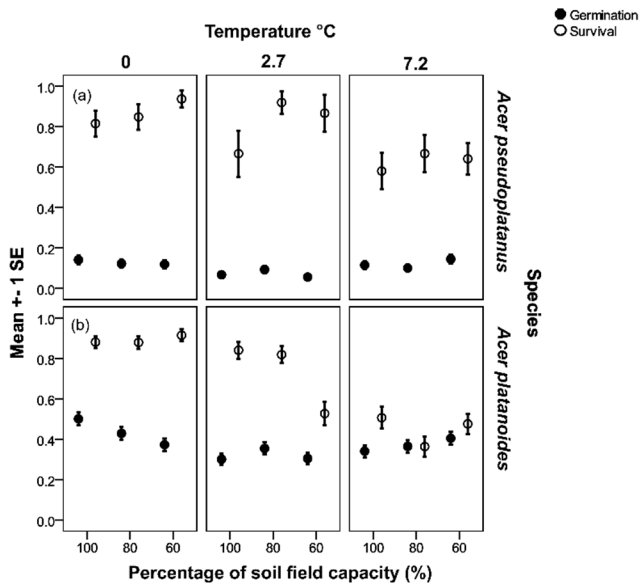 Germination
Survival
Temperature °C
0 2.7 7.2
(a)
1.0
0.8
0.6
0.4
0.2
0.0
Acer pseudoplatanus
(b)
1.0
0.8
0.6
0.4
0.2
0.0
Acer platanoides
Mean +- 1 SE
Species
100 80 60 100 80 60 100 80 60
Percentage of soil field capacity (%)